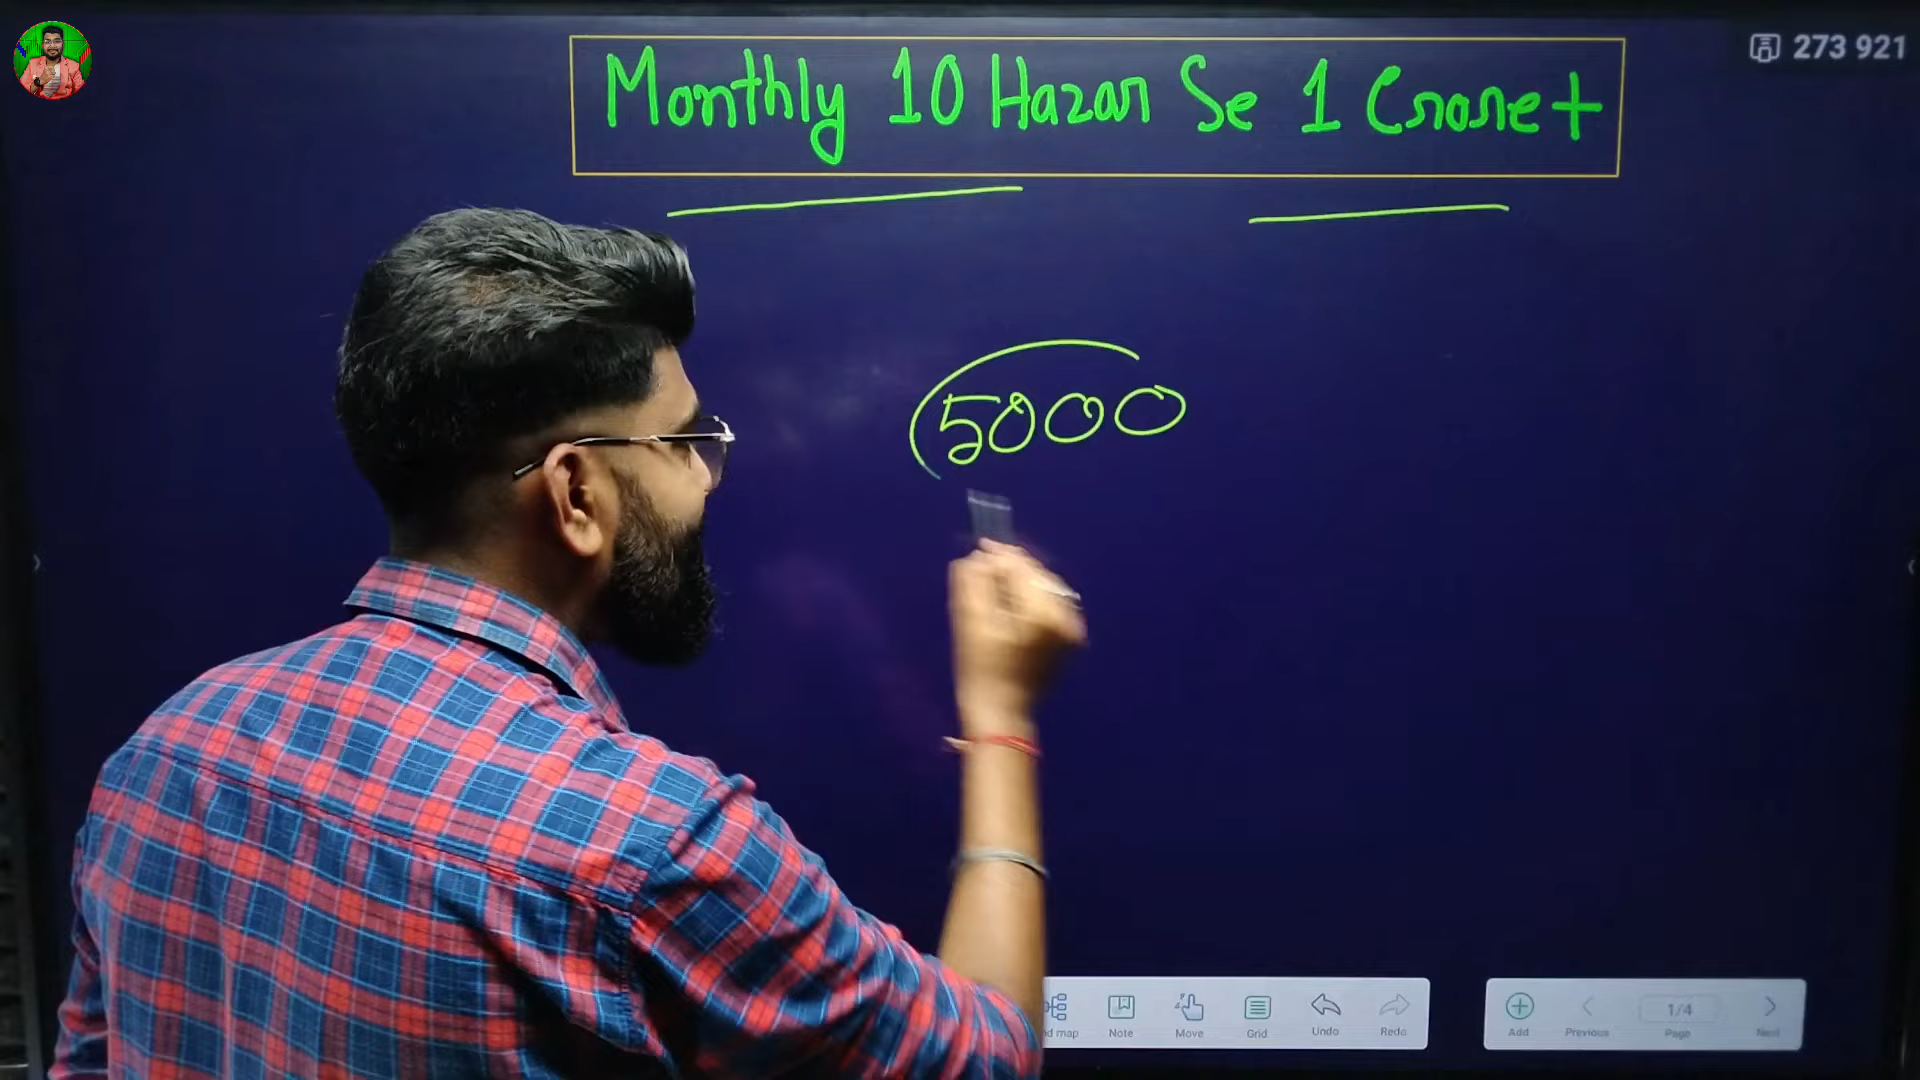 273 921
Monthly 10 Hazar Se 1 Crore+
5000
Note
Move
Grid
Undo
Redo
Add
Previous
1/4
Page
Next